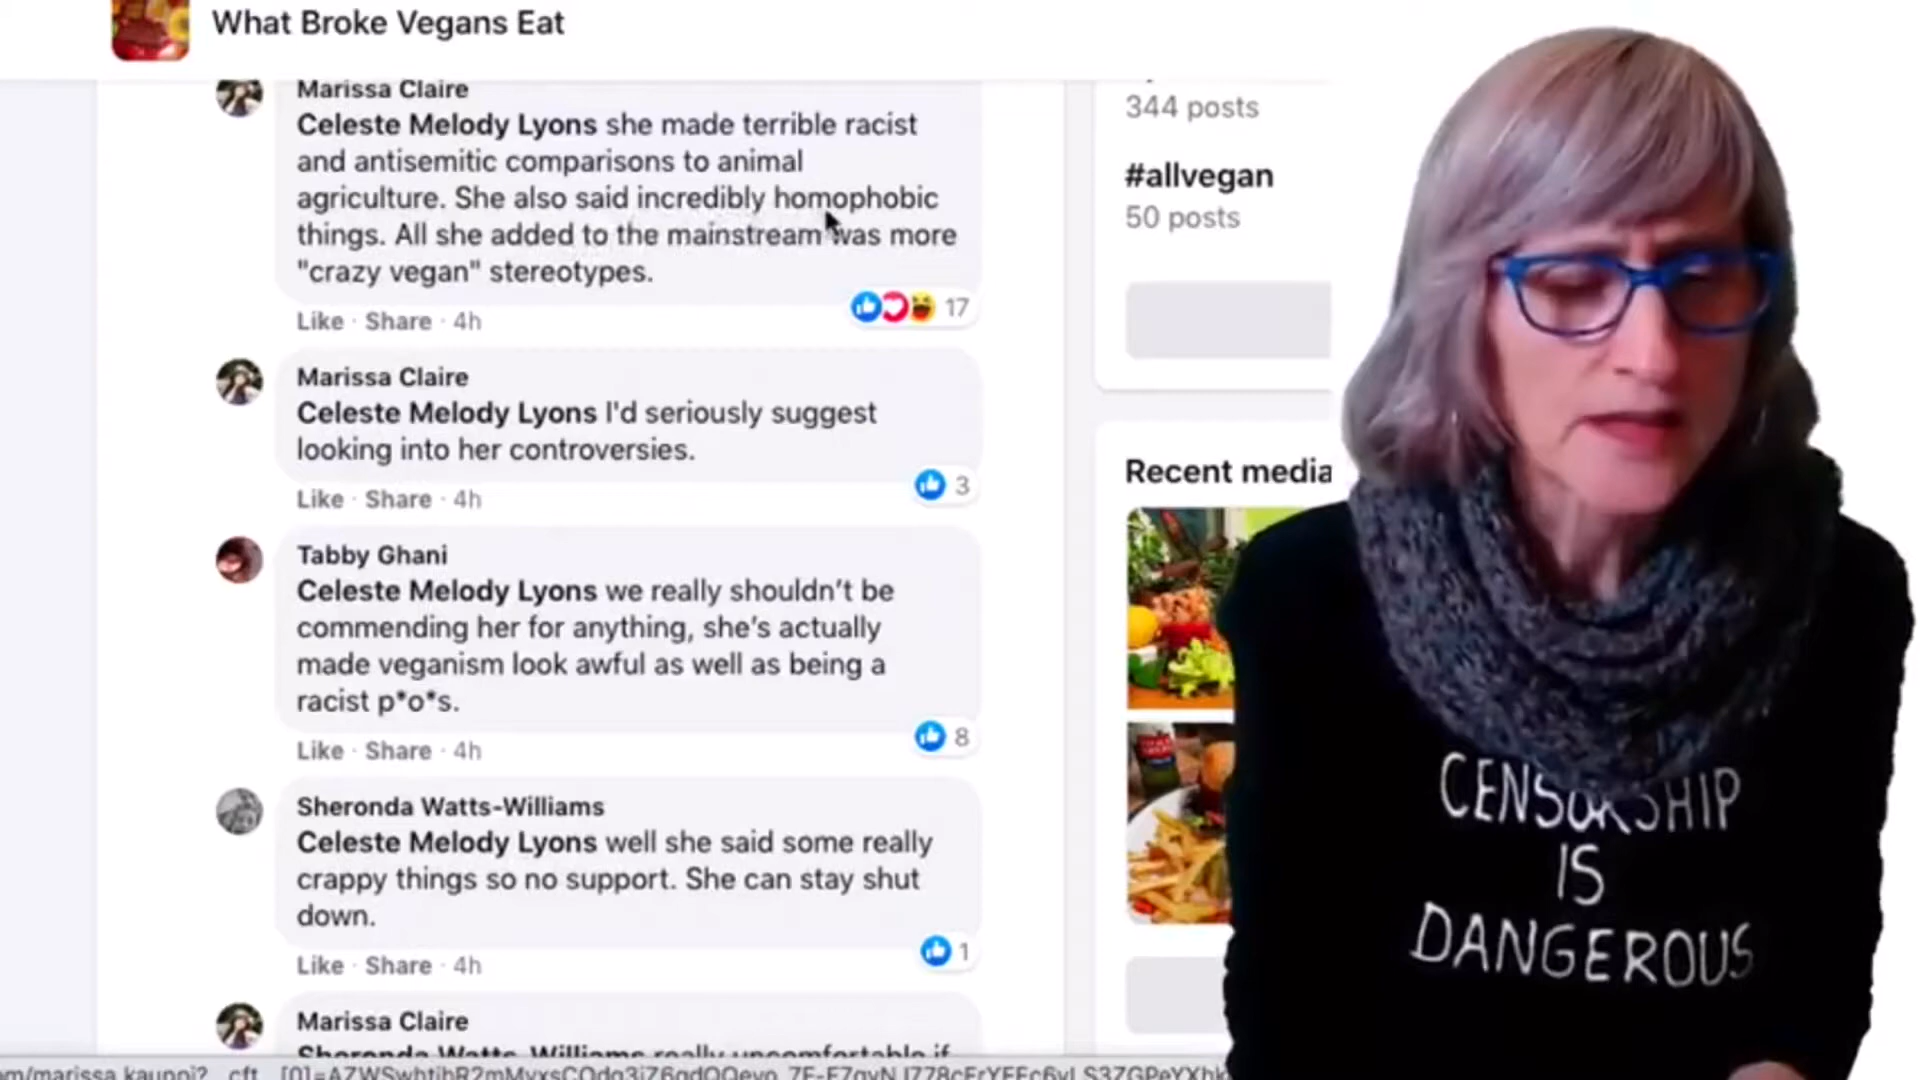 What Broke Vegans Eat
Marissa Claire
Celeste Melody Lyons she made terrible racist
and antisemitic comparisons to animal
agriculture. She also said incredibly homophobic
things. All she added to the mainstream was more
"crazy vegan" stereotypes.
17
Like · Share · 4h
Marissa Claire
Celeste Melody Lyons I'd seriously suggest
looking into her controversies.
3
Like · Share · 4h
Tabby Ghani
Celeste Melody Lyons we really shouldn't be
commending her for anything, she's actually
made veganism look awful as well as being a
racist p*o*s.
8
Like · Share · 4h
Sheronda Watts-Williams
Celeste Melody Lyons well she said some really
crappy things so no support. She can stay shut
down.
1
Like · Share · 4h
Marissa Claire
Sheronda Watts-Williams really uncomfortable if
344 posts
#allvegan
50 posts
Recent media
CENSORSHIP
IS
DANGEROUS